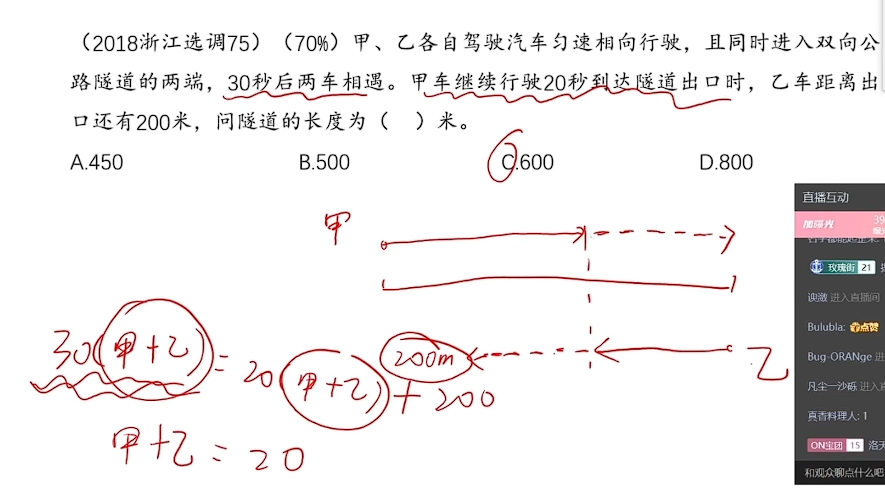 （2018浙江选调75）（70%）甲、乙各自驾驶汽车匀速相向行驶，且同时进入双向公
路隧道的两端，30秒后两车相遇。甲车继续行驶20秒到达隧道出口时，乙车距离出
口还有200米，问隧道的长度为（ ）米。
A.450 B.500 C.600 D.800
甲
30(甲+乙) = 20(甲+乙) + 200
200m
乙
甲+乙 = 20
直播互动
39
玫瑰街 21
谀潋 进入直播间
Bulubla: 点赞
Bug-ORANge 进
凡尘一沙砾 进入
真香料理人: 1
ON宝团 15 洛天
和观众聊点什么吧